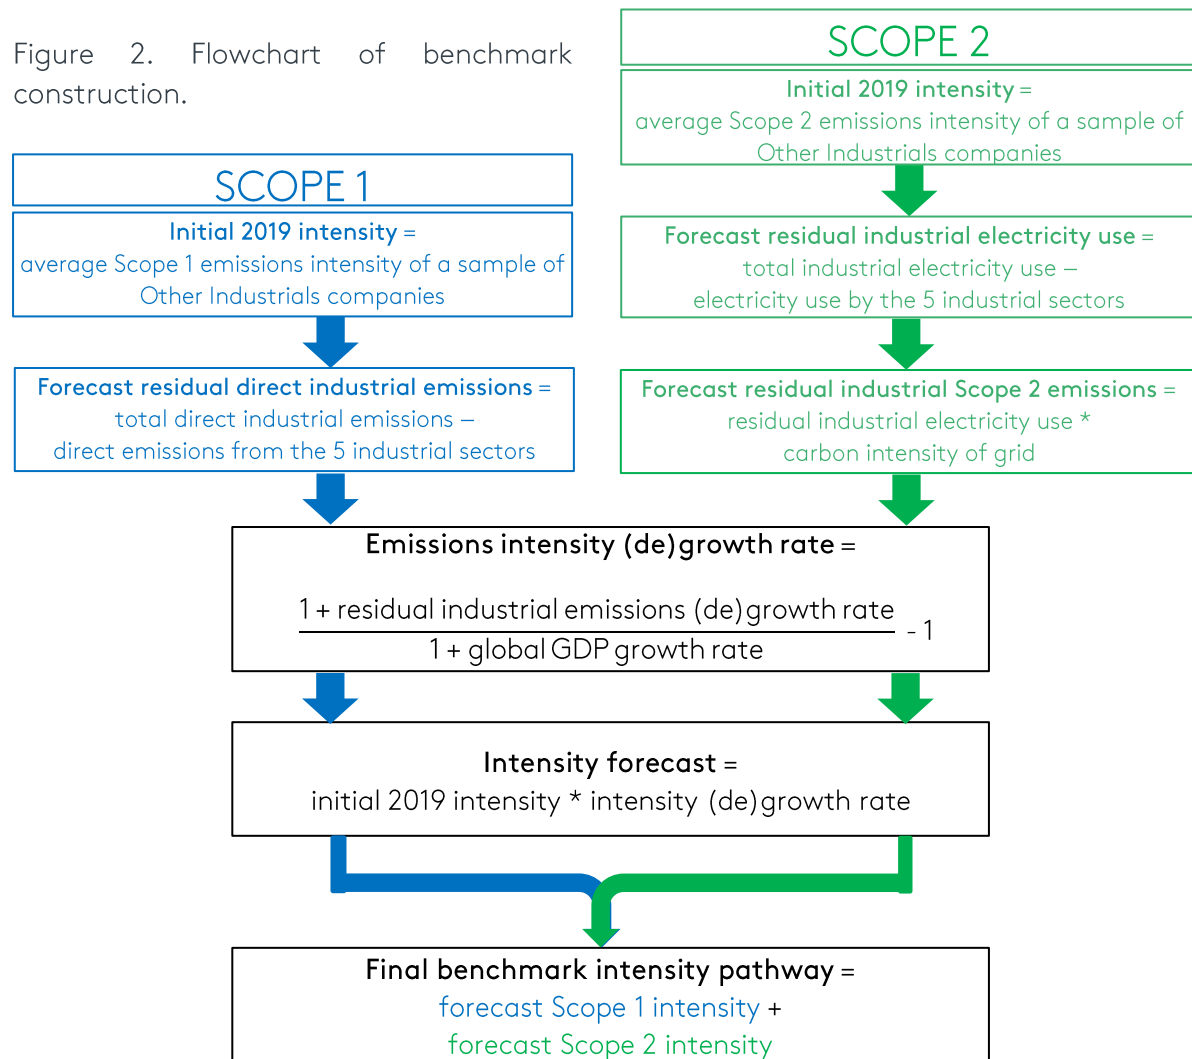 Figure 2. Flowchart of benchmark
construction.
SCOPE 1
Initial 2019 intensity =
average Scope 1 emissions intensity of a sample of
Other Industrials companies
Forecast residual direct industrial emissions =
total direct industrial emissions –
direct emissions from the 5 industrial sectors
SCOPE 2
Initial 2019 intensity =
average Scope 2 emissions intensity of a sample of
Other Industrials companies
Forecast residual industrial electricity use =
total industrial electricity use –
electricity use by the 5 industrial sectors
Forecast residual industrial Scope 2 emissions =
residual industrial electricity use *
carbon intensity of grid
Emissions intensity (de)growth rate =
1 + residual industrial emissions (de)growth rate
1 + global GDP growth rate
- 1
Intensity forecast =
initial 2019 intensity * intensity (de)growth rate
Final benchmark intensity pathway =
forecast Scope 1 intensity +
forecast Scope 2 intensity